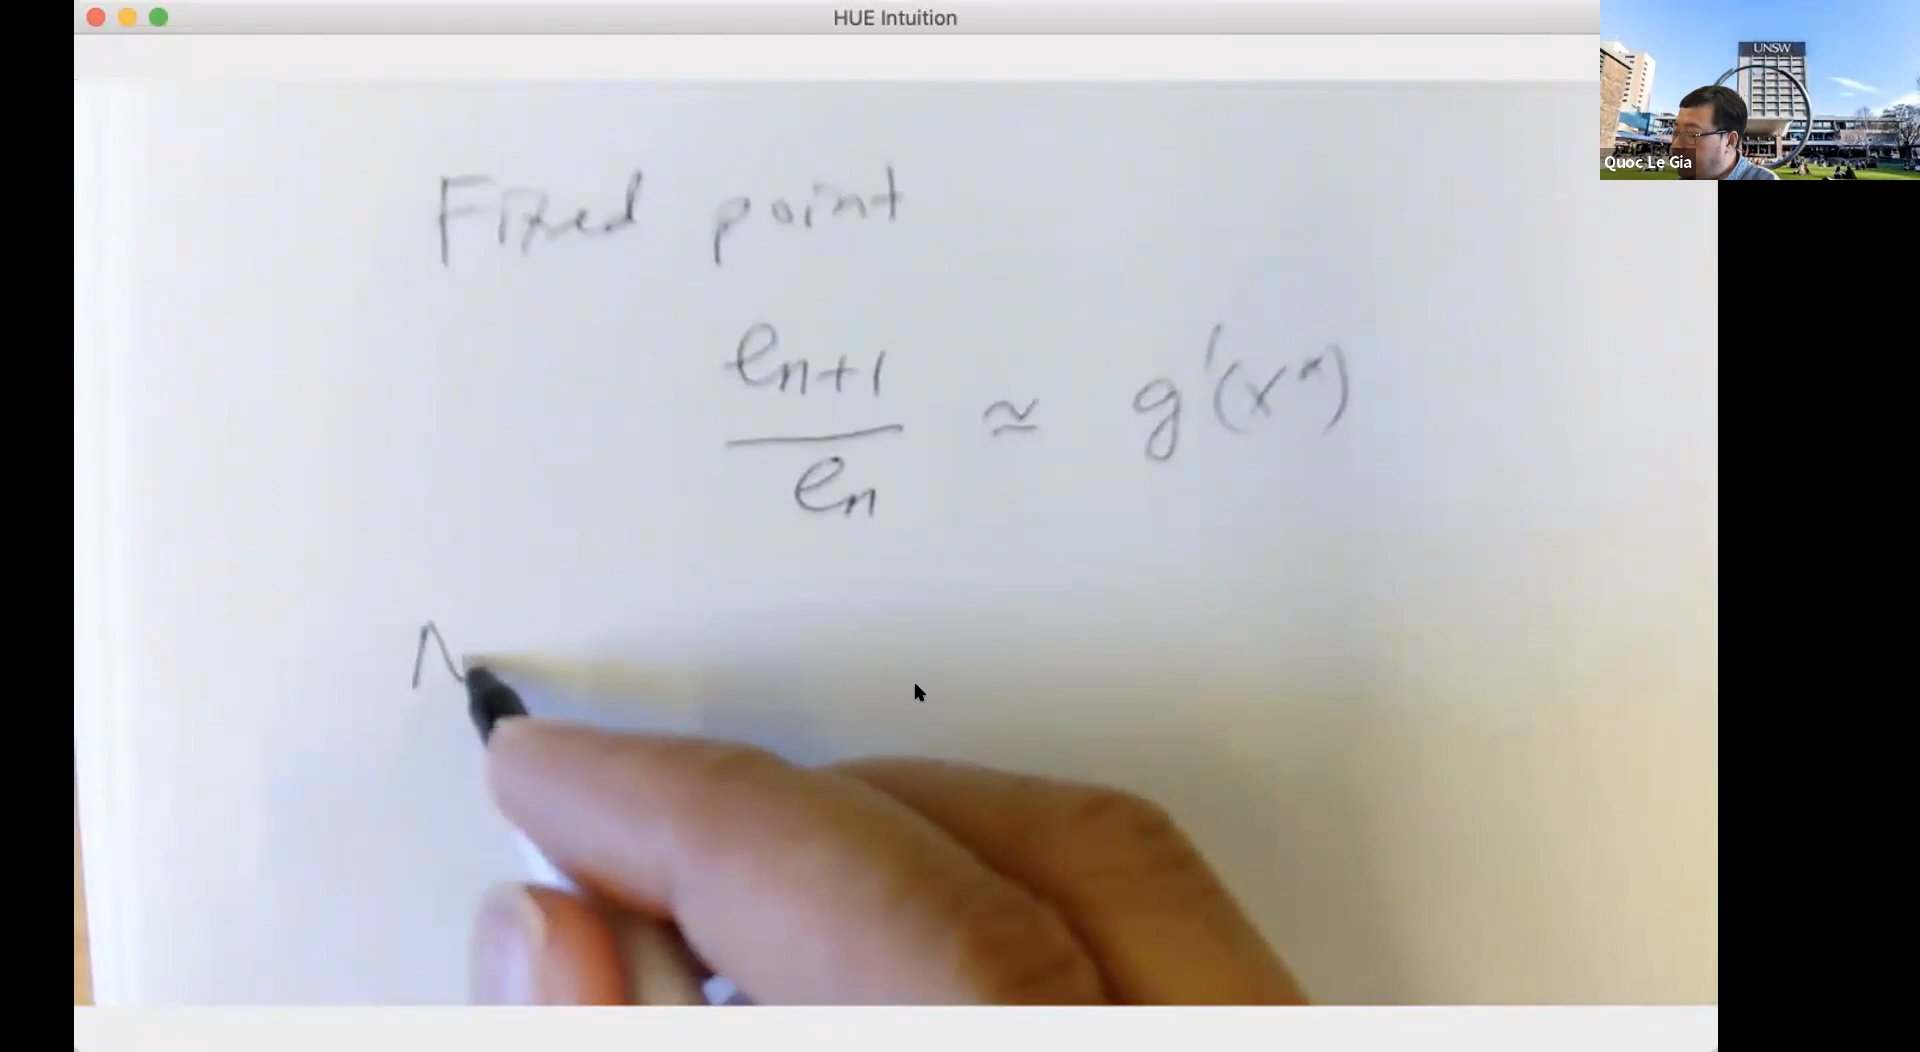 HUE Intuition
UNSW
Quoc Le Gia
Fixed point
e_{n+1} / e_n ≃ g'(x*)
N